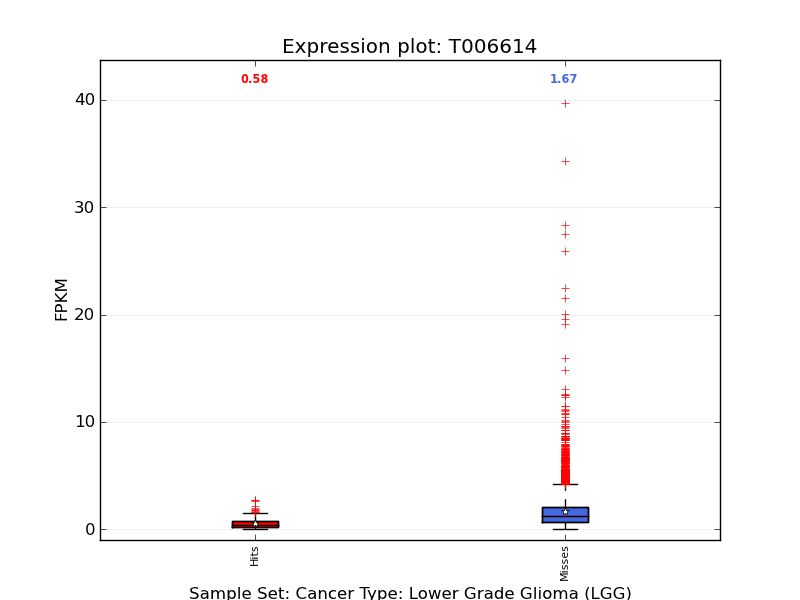 Expression plot: T006614
0.58
1.67
40
30
20
10
0
FPKM
Hits
Misses
Sample Set: Cancer Type: Lower Grade Glioma (LGG)